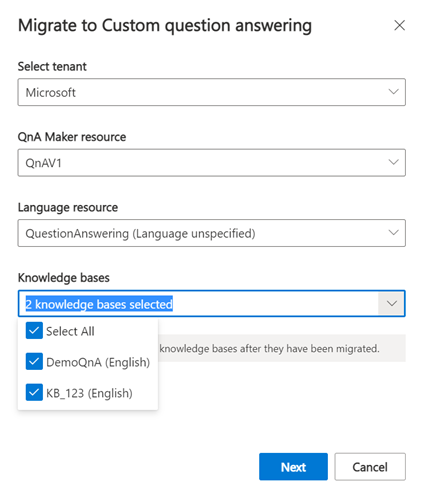 Migrate to Custom question answering
Select tenant
Microsoft
QnA Maker resource
QnAV1
Language resource
QuestionAnswering (Language unspecified)
Knowledge bases
2 knowledge bases selected
Select All
knowledge bases after they have been migrated.
DemoQnA (English)
KB_123 (English)
Next
Cancel